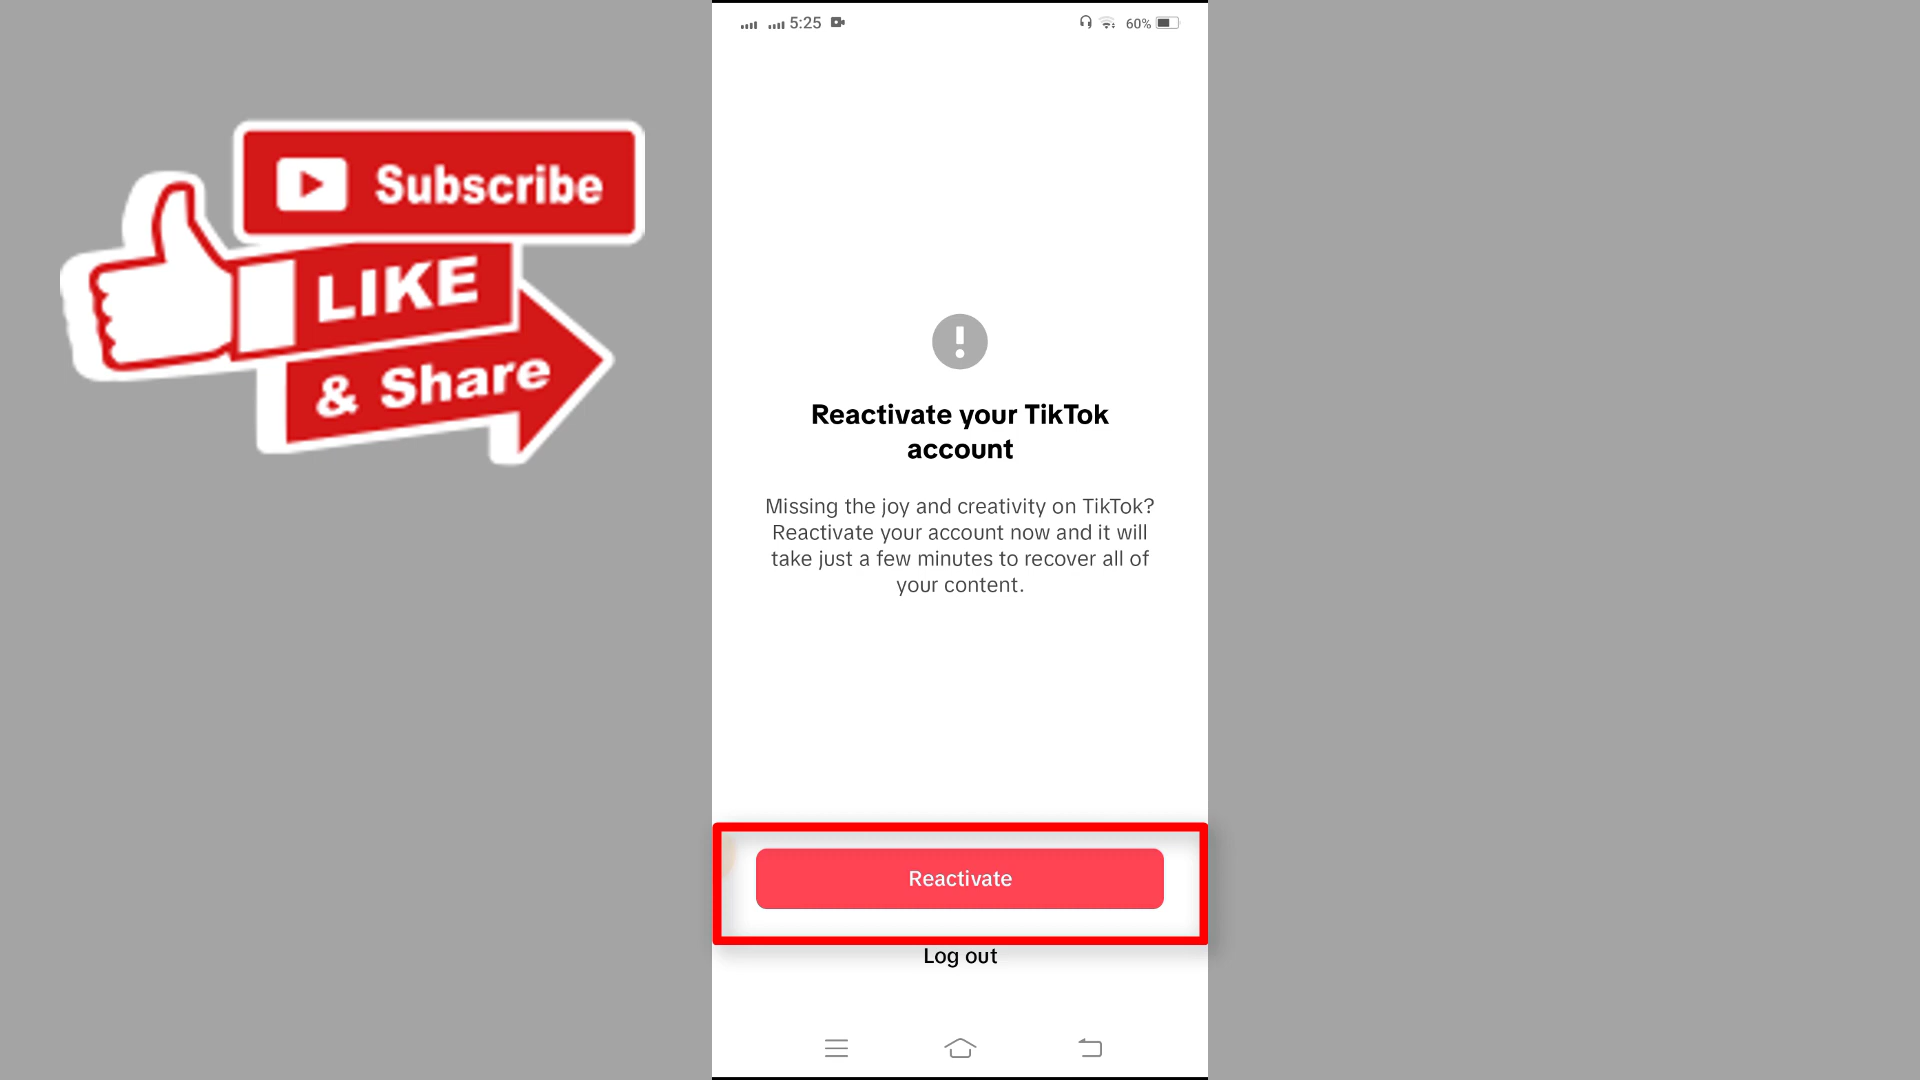 5:25
60%
Subscribe
LIKE
& Share
Reactivate your TikTok
account
Missing the joy and creativity on TikTok?
Reactivate your account now and it will
take just a few minutes to recover all of
your content.
Reactivate
Log out